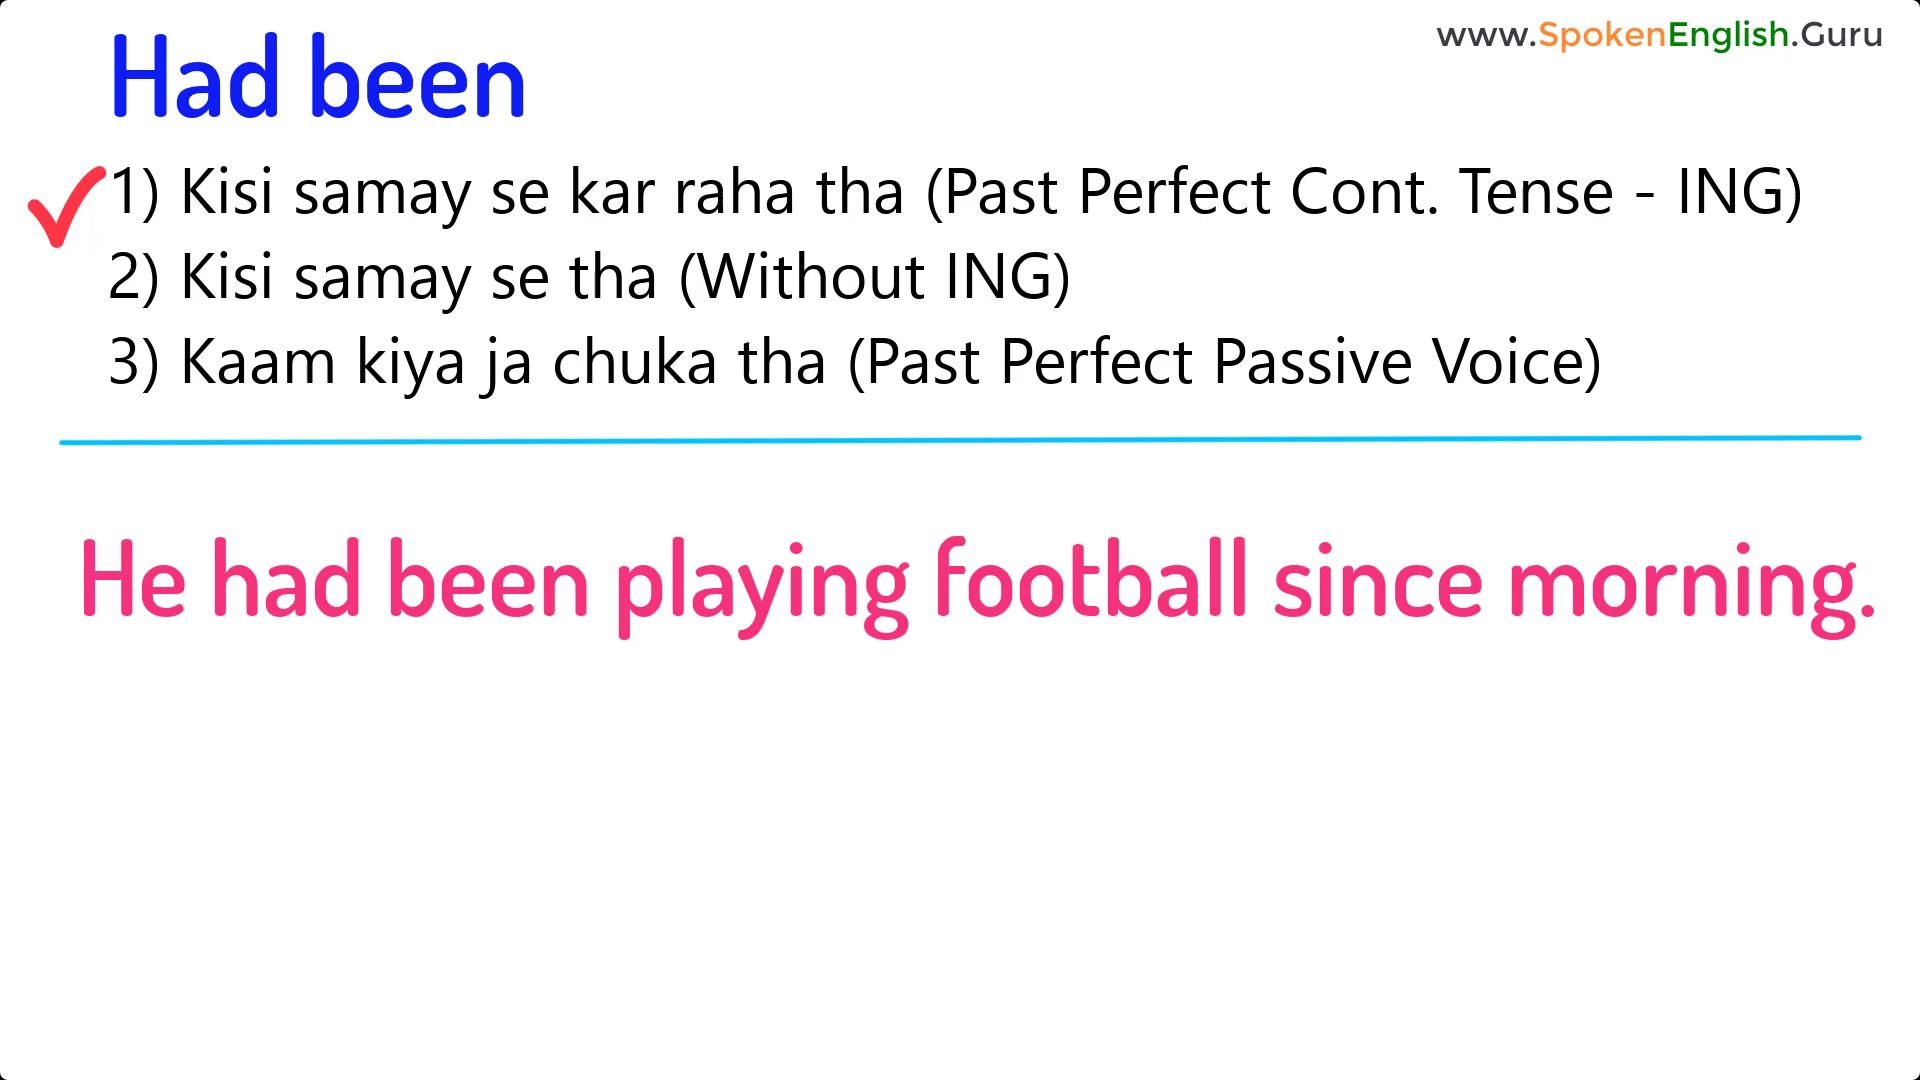 www.SpokenEnglish.Guru
Had been
1) Kisi samay se kar raha tha (Past Perfect Cont. Tense - ING)
2) Kisi samay se tha (Without ING)
3) Kaam kiya ja chuka tha (Past Perfect Passive Voice)
He had been playing football since morning.